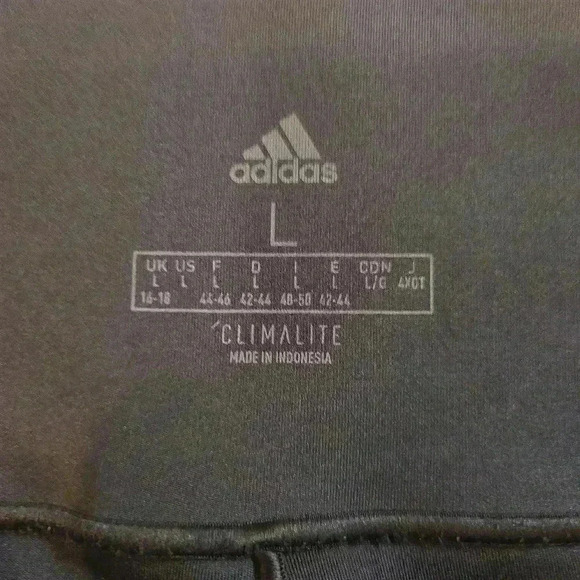 adidas
L
UK US F D I E CDN J
L L L L L L L/G 4XOT
16-18 44-46 42-44 48-50 42-44
CLIMALITE
MADE IN INDONESIA